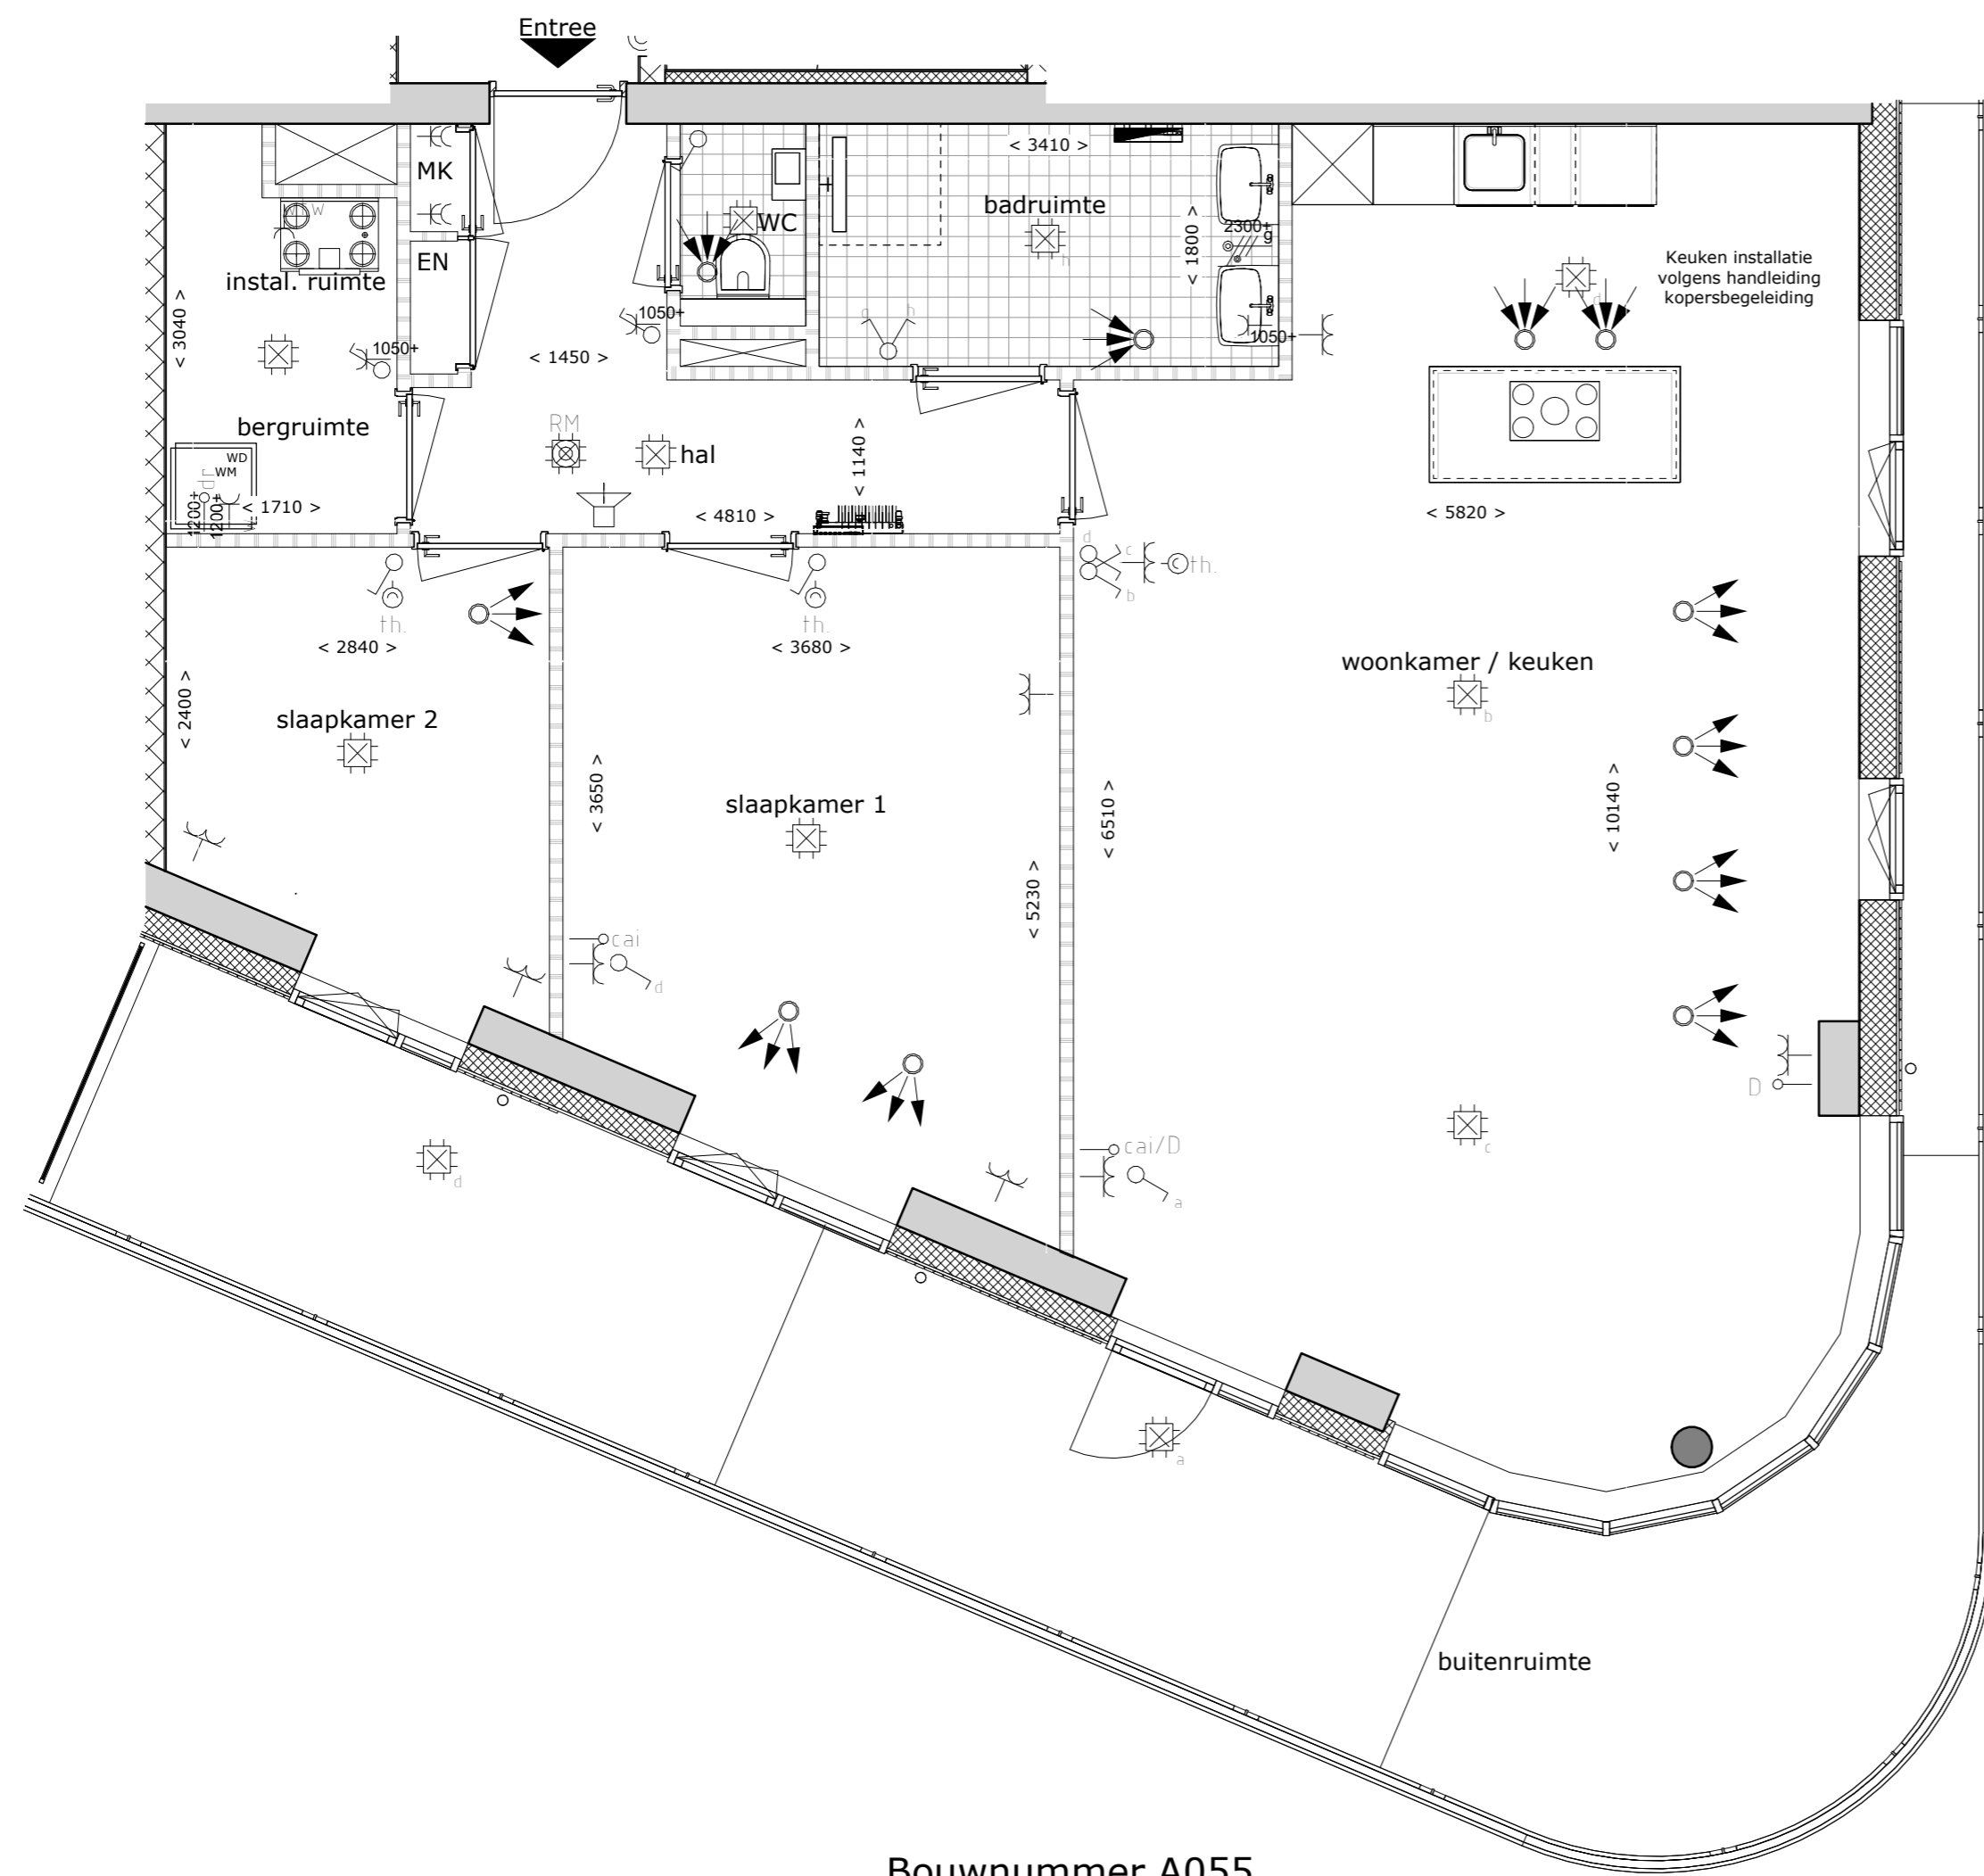 Entree
MK
WC
< 3410 >
badruimte
< 1800 >
2300+
g
EN
instal. ruimte
W
h
Keuken installatie
volgens handleiding
kopersbegeleiding
d
< 3040 >
1050+
1050+
h
1050+
< 1450 >
bergruimte
RM
hal
< 1140 >
WD
WM
1200+
1200+
< 1710 >
< 4810 >
< 5820 >
d
c
b
th.
th.
th.
< 2840 >
< 3680 >
< 2400 >
slaapkamer 2
woonkamer / keuken
b
< 3650 >
slaapkamer 1
< 6510 >
< 10140 >
< 5230 >
cai
d
D
cai/D
a
c
d
a
buitenruimte
Bouwnummer A055